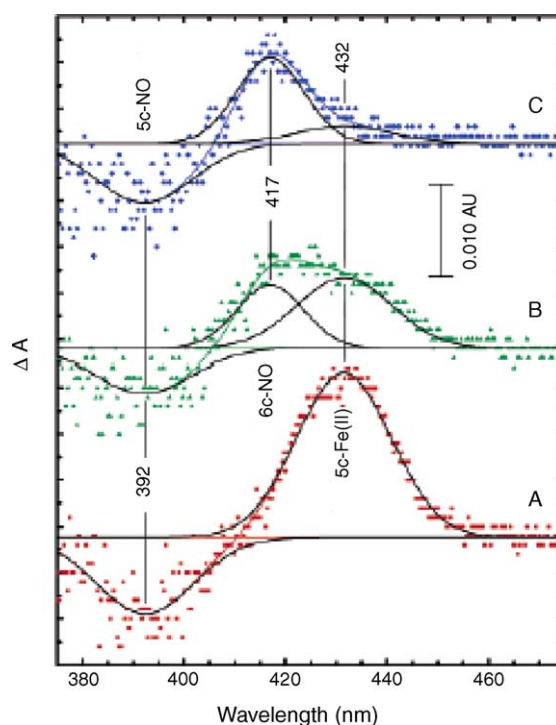 432
5c-NO
C
417
0.010 AU
B
Δ A
6c-NO
5c-Fe(II)
392
A
380 400 420 440 460
Wavelength (nm)